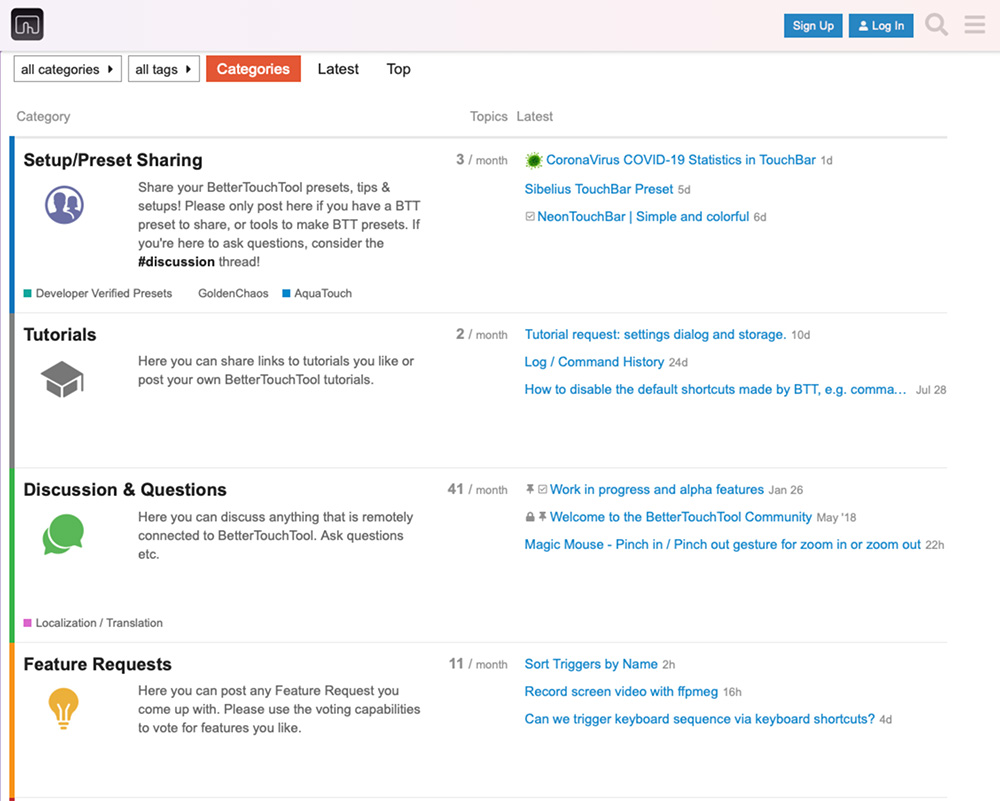 Sign Up Log In
all categories all tags Categories Latest Top
Category Topics Latest
Setup/Preset Sharing
Share your BetterTouchTool presets, tips &
setups! Please only post here if you have a BTT
preset to share, or tools to make BTT presets. If
you're here to ask questions, consider the
#discussion thread!
Developer Verified Presets GoldenChaos AquaTouch
3 / month
CoronaVirus COVID-19 Statistics in TouchBar 1d
Sibelius TouchBar Preset 5d
NeonTouchBar | Simple and colorful 6d
Tutorials
Here you can share links to tutorials you like or
post your own BetterTouchTool tutorials.
2 / month
Tutorial request: settings dialog and storage. 10d
Log / Command History 24d
How to disable the default shortcuts made by BTT, e.g. comma… Jul 28
Discussion & Questions
Here you can discuss anything that is remotely
connected to BetterTouchTool. Ask questions
etc.
Localization / Translation
41 / month
Work in progress and alpha features Jan 26
Welcome to the BetterTouchTool Community May '18
Magic Mouse - Pinch in / Pinch out gesture for zoom in or zoom out 22h
Feature Requests
Here you can post any Feature Request you
come up with. Please use the voting capabilities
to vote for features you like.
11 / month
Sort Triggers by Name 2h
Record screen video with ffpmeg 16h
Can we trigger keyboard sequence via keyboard shortcuts? 4d